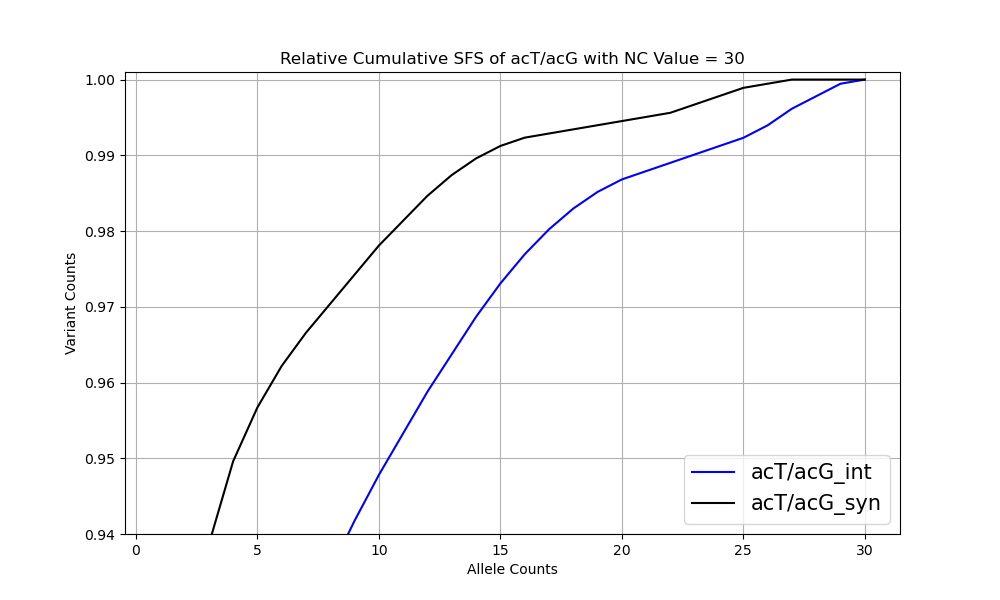 Relative Cumulative SFS of acT/acG with NC Value = 30
1.00
0.99
0.98
0.97
0.96
0.95
0.94
Variant Counts
0 5 10 15 20 25 30
Allele Counts
acT/acG_int
acT/acG_syn